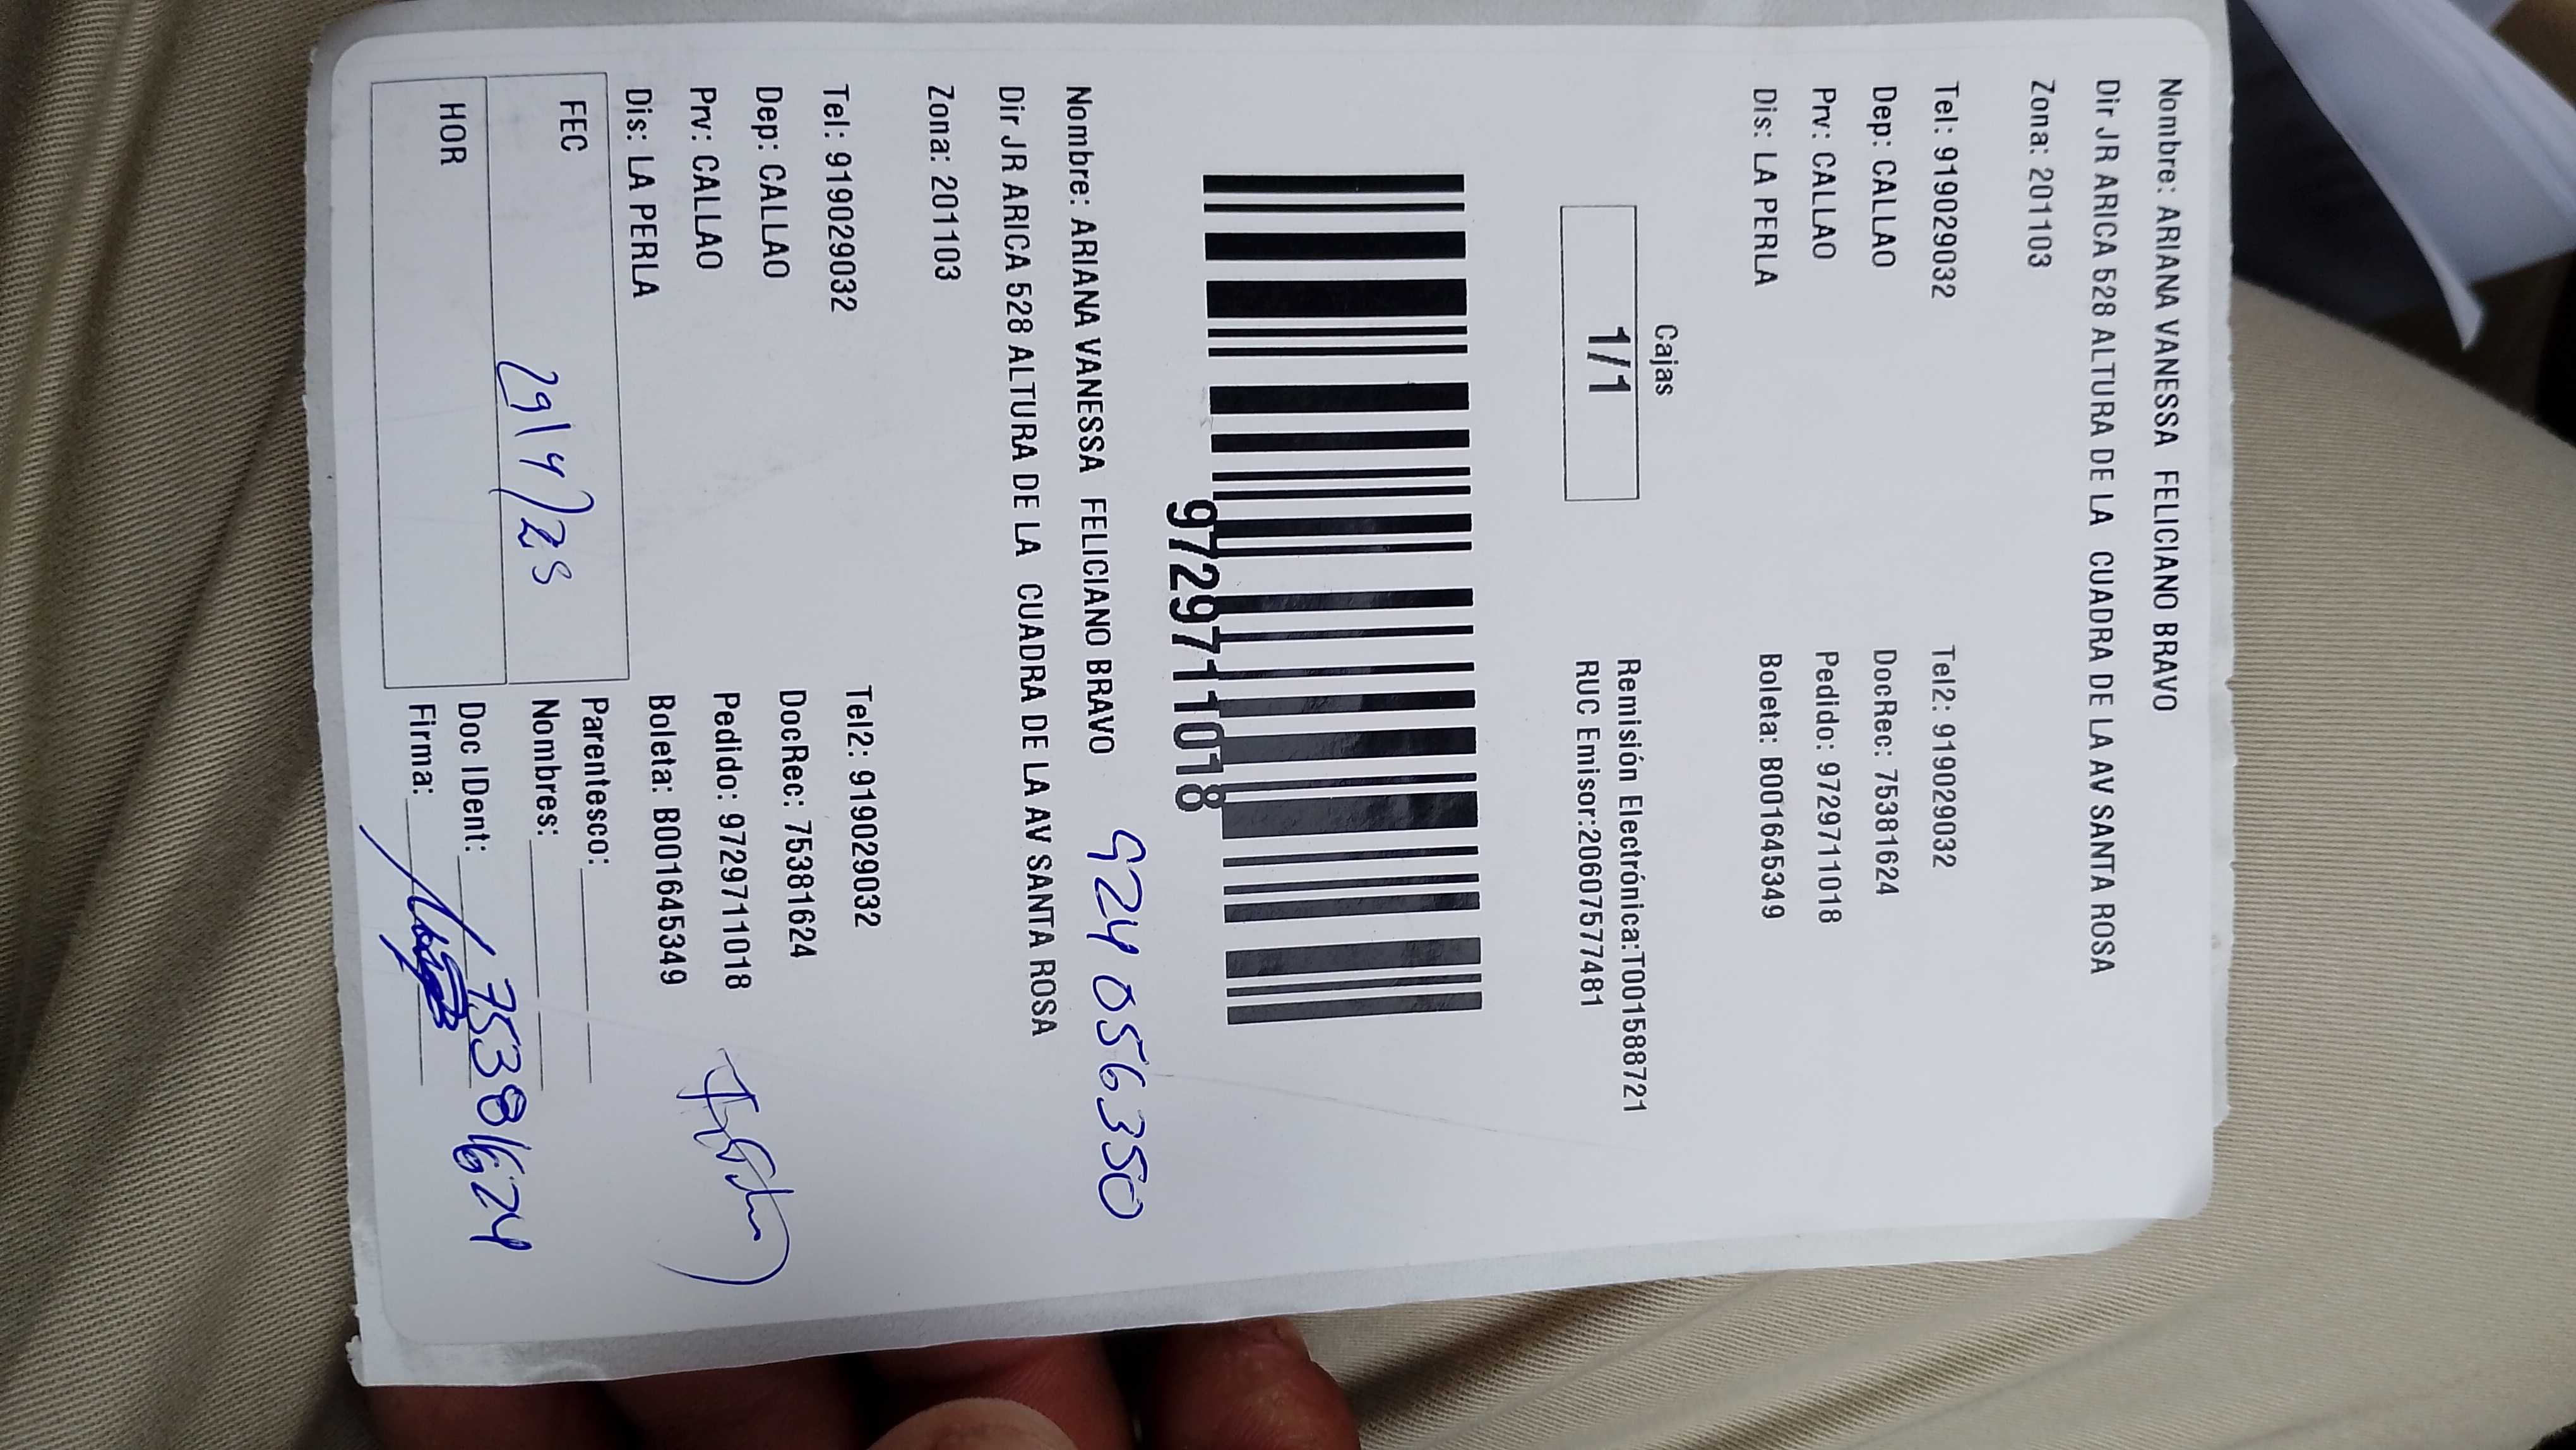 Nombre: ARIANA VANESSA FELICIANO BRAVO
Dir JR ARICA 528 ALTURA DE LA CUADRA DE LA AV SANTA ROSA
Zona: 201103
Tel: 919029032 Tel2: 919029032
Dep: CALLAO DocRec: 75381624
Prv: CALLAO Pedido: 9729711018
Dis: LA PERLA Boleta: B001645349
Cajas
1/1
Remisión Electrónica:T001588721
RUC Emisor:20607577481
9729711018
924056350
Nombre: ARIANA VANESSA FELICIANO BRAVO
Dir JR ARICA 528 ALTURA DE LA CUADRA DE LA AV SANTA ROSA
Zona: 201103
Tel: 919029032 Tel2: 919029032
Dep: CALLAO DocRec: 75381624
Prv: CALLAO Pedido: 9729711018
Dis: LA PERLA Boleta: B001645349
FEC 29/4/25
HOR
Parentesco:
Nombres:
Doc IDent: 75381624
Firma: